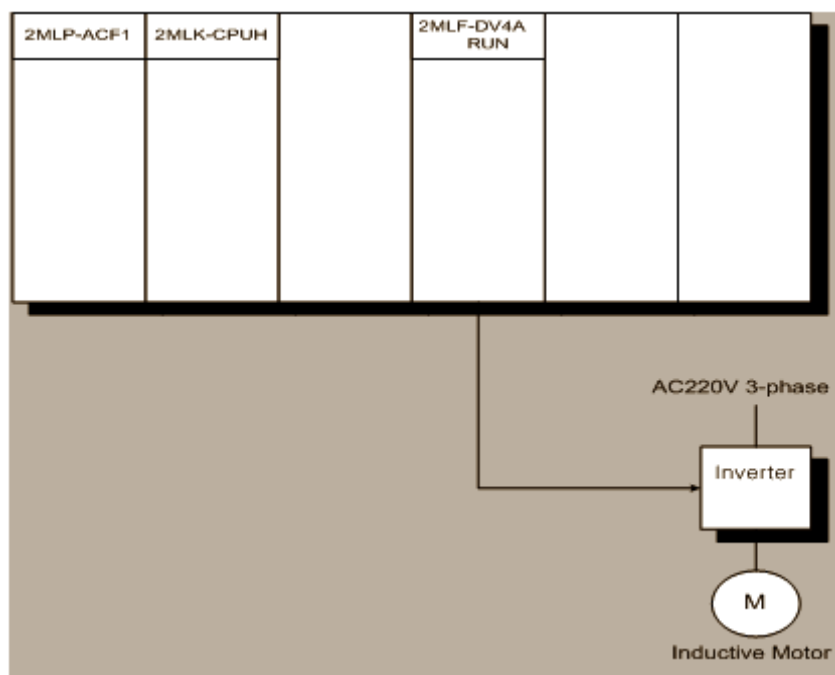 2MLP-ACF1
2MLK-CPUH
2MLF-DV4A
RUN
AC220V 3-phase
Inverter
M
Inductive Motor